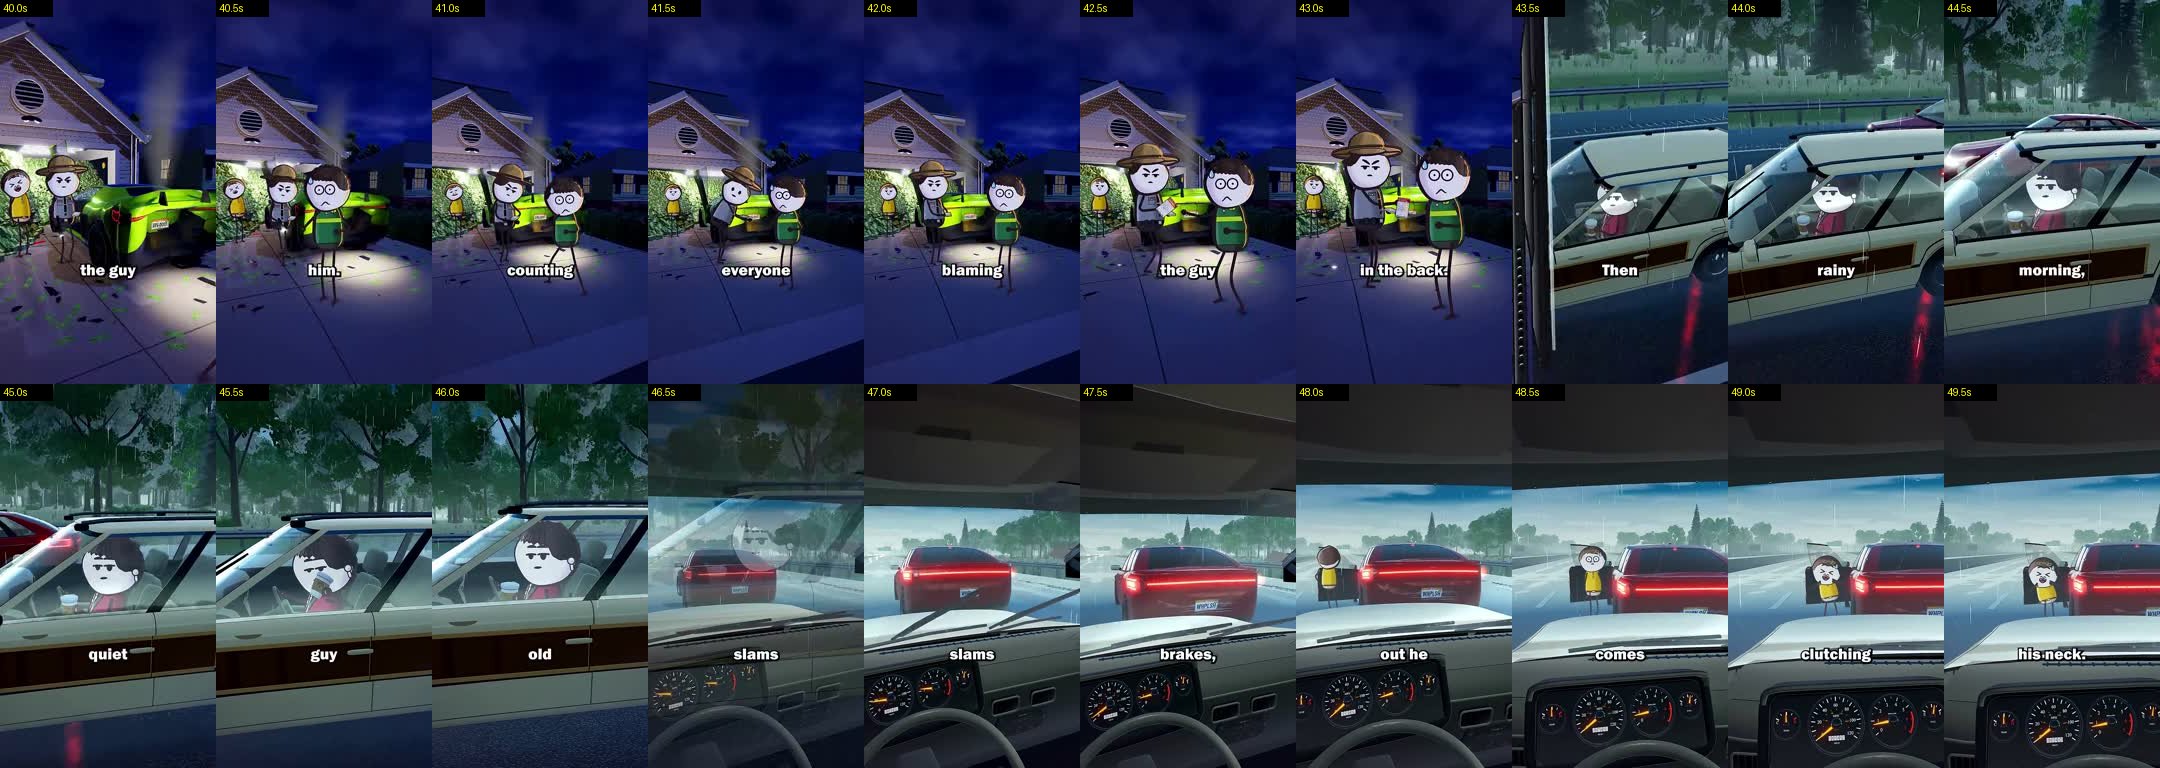 40.0s
40.5s
41.0s
41.5s
42.0s
42.5s
43.0s
43.5s
44.0s
44.5s
the guy
him.
counting
everyone
blaming
the guy
in the back.
Then
rainy
morning,
45.0s
45.5s
46.0s
46.5s
47.0s
47.5s
48.0s
48.5s
49.0s
49.5s
WHPLSH
WHPLSH
quiet
guy
old
slams
slams
brakes,
out he
comes
clutching
his neck.